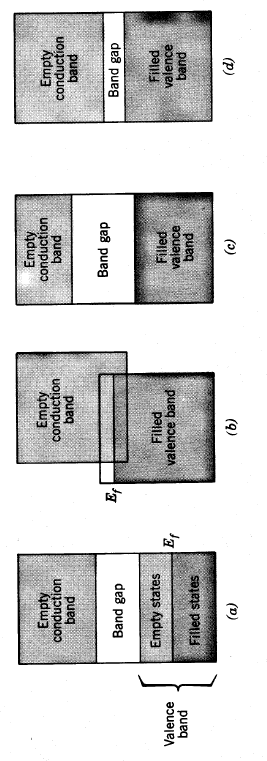 Empty
conduction
band
Band gap
Empty states
E_f
Filled states
Valence
band
(a)
Empty
conduction
band
E_f
Filled
valence band
(b)
Empty
conduction
band
Band gap
Filled
valence
band
(c)
Empty
conduction
band
Band gap
Filled
valence
band
(d)